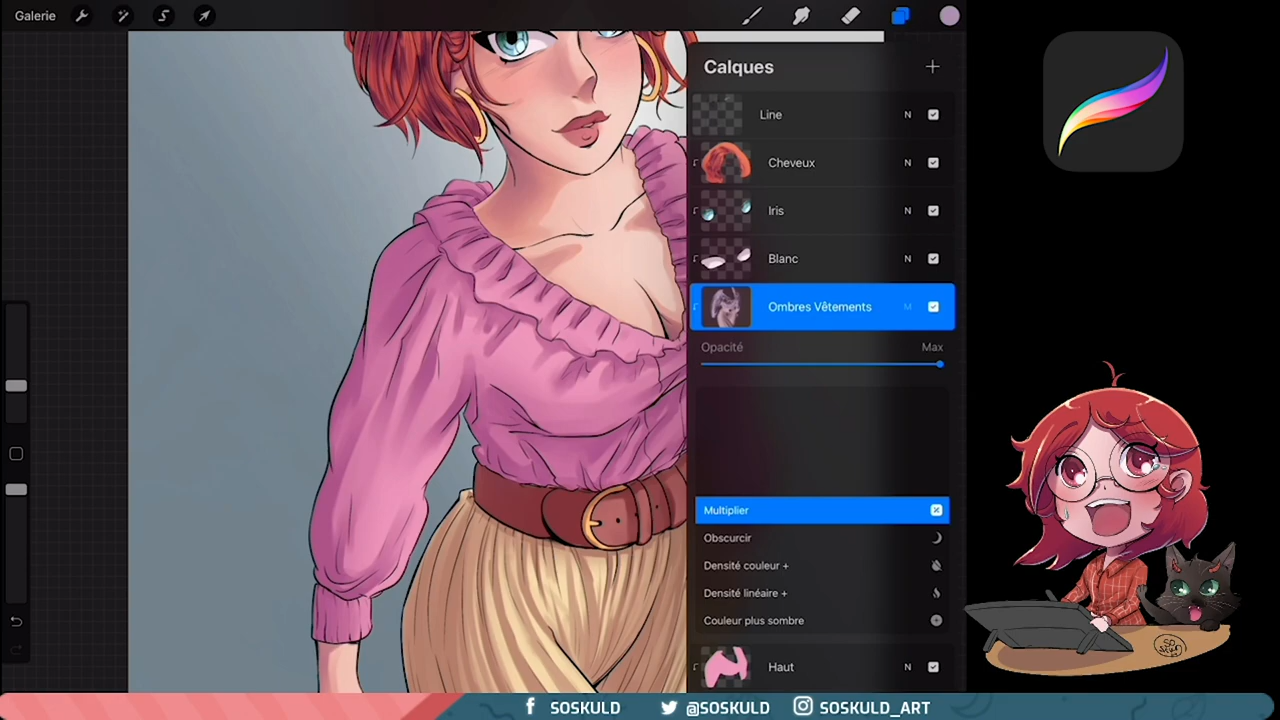 Galerie
Calques
Line N
Cheveux N
Iris N
Blanc N
Ombres Vêtements M
Opacité Max
Multiplier
Obscurcir
Densité couleur +
Densité linéaire +
Couleur plus sombre
Haut N
SOSKULD @SOSKULD SOSKULD_ART